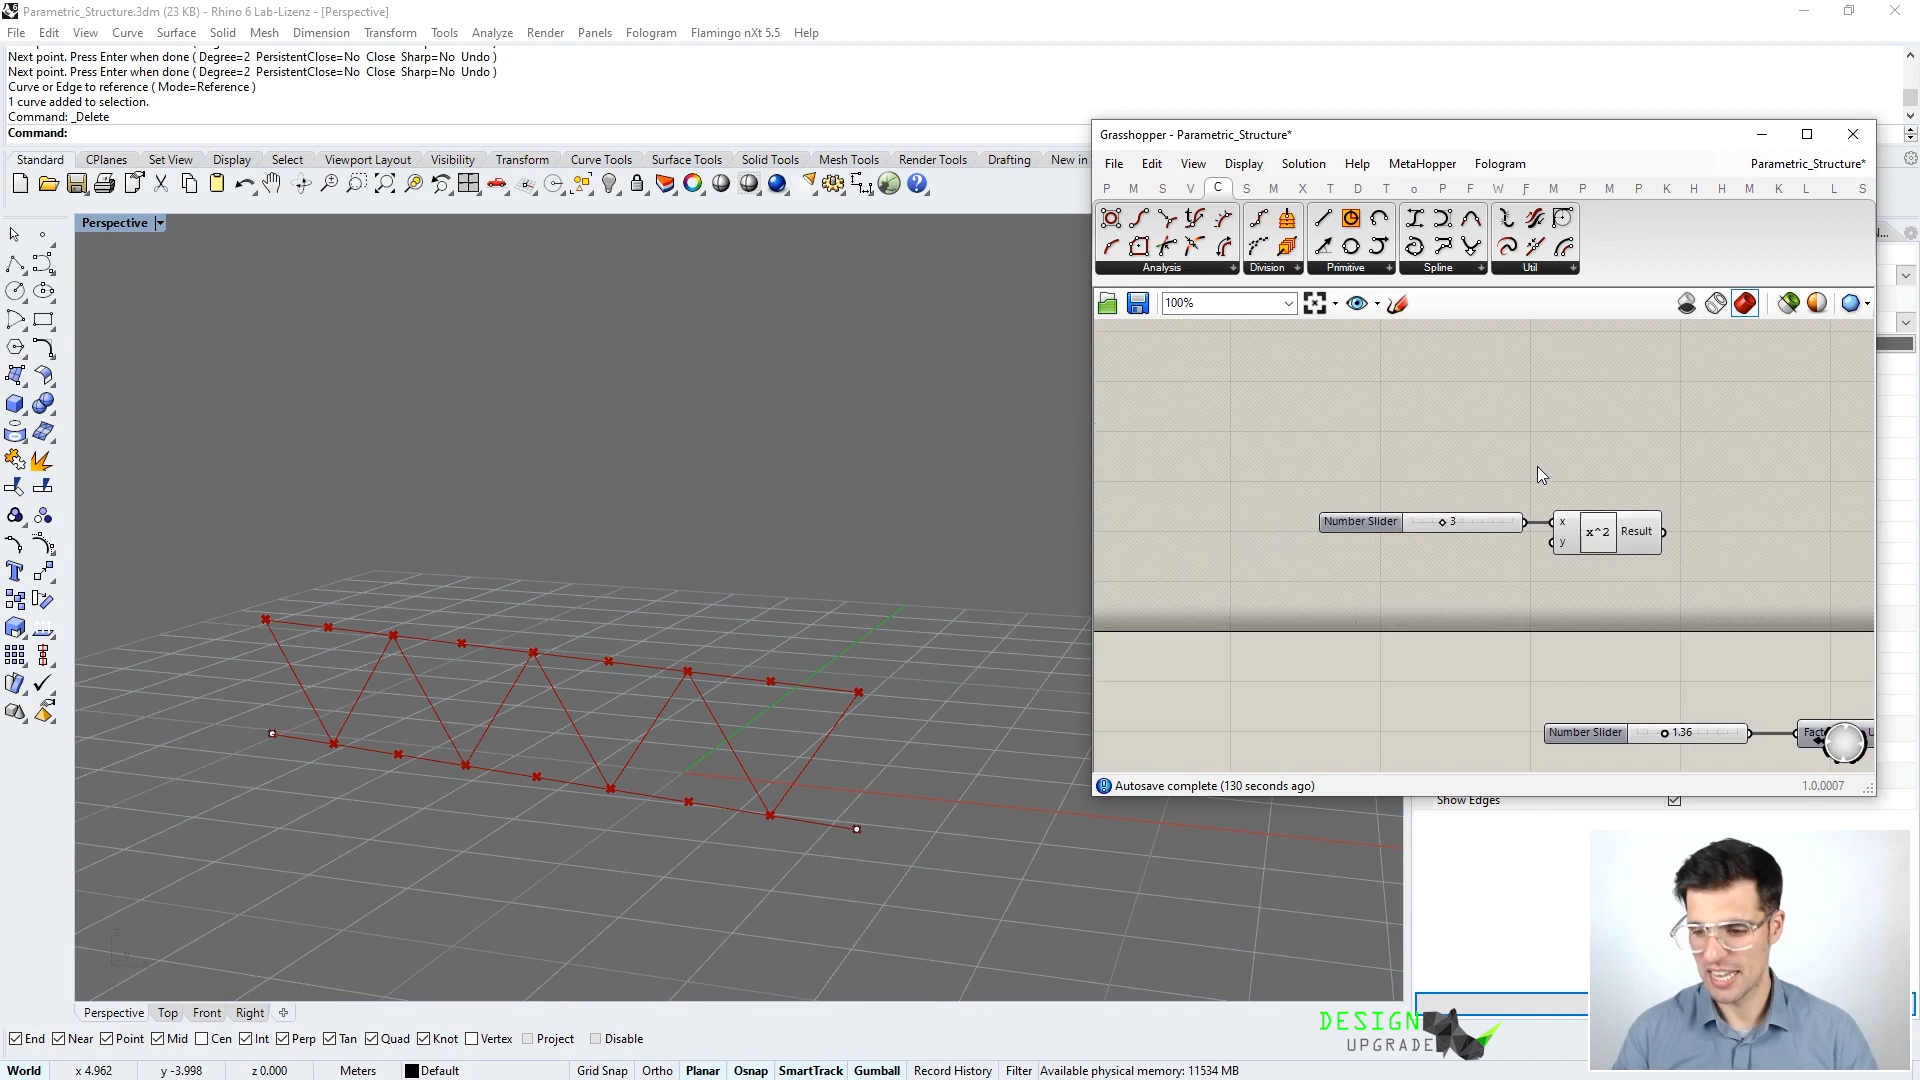 Parametric_Structure.3dm (23 KB) - Rhino 6 Lab-Lizenz - [Perspective]
File Edit View Curve Surface Solid Mesh Dimension Transform Tools Analyze Render Panels Fologram Flamingo nXt 5.5 Help
Next point. Press Enter when done ( Degree=2 PersistentClose=No Close Sharp=No Undo )
Next point. Press Enter when done ( Degree=2 PersistentClose=No Close Sharp=No Undo )
Curve or Edge to reference ( Mode=Reference )
1 curve added to selection.
Command: _Delete
Command:
Standard CPlanes Set View Display Select Viewport Layout Visibility Transform Curve Tools Surface Tools Solid Tools Mesh Tools Render Tools Drafting New in
Perspective
Grasshopper - Parametric_Structure*
File Edit View Display Solution Help MetaHopper Fologram Parametric_Structure*
P M S V C S M X T D T o P F W F M P M P K H H M K L L S
Analysis Division Primitive Spline Util
100%
Number Slider 3
x
y
x^2
Result
Number Slider 1.36
Autosave complete (130 seconds ago) 1.0.0007
Show Edges
DESIGN
UPGRADE
Perspective Top Front Right
End Near Point Mid Cen Int Perp Tan Quad Knot Vertex Project Disable
World x 4.962 y -3.998 z 0.000 Meters Default Grid Snap Ortho Planar Osnap SmartTrack Gumball Record History Filter Available physical memory: 11534 MB